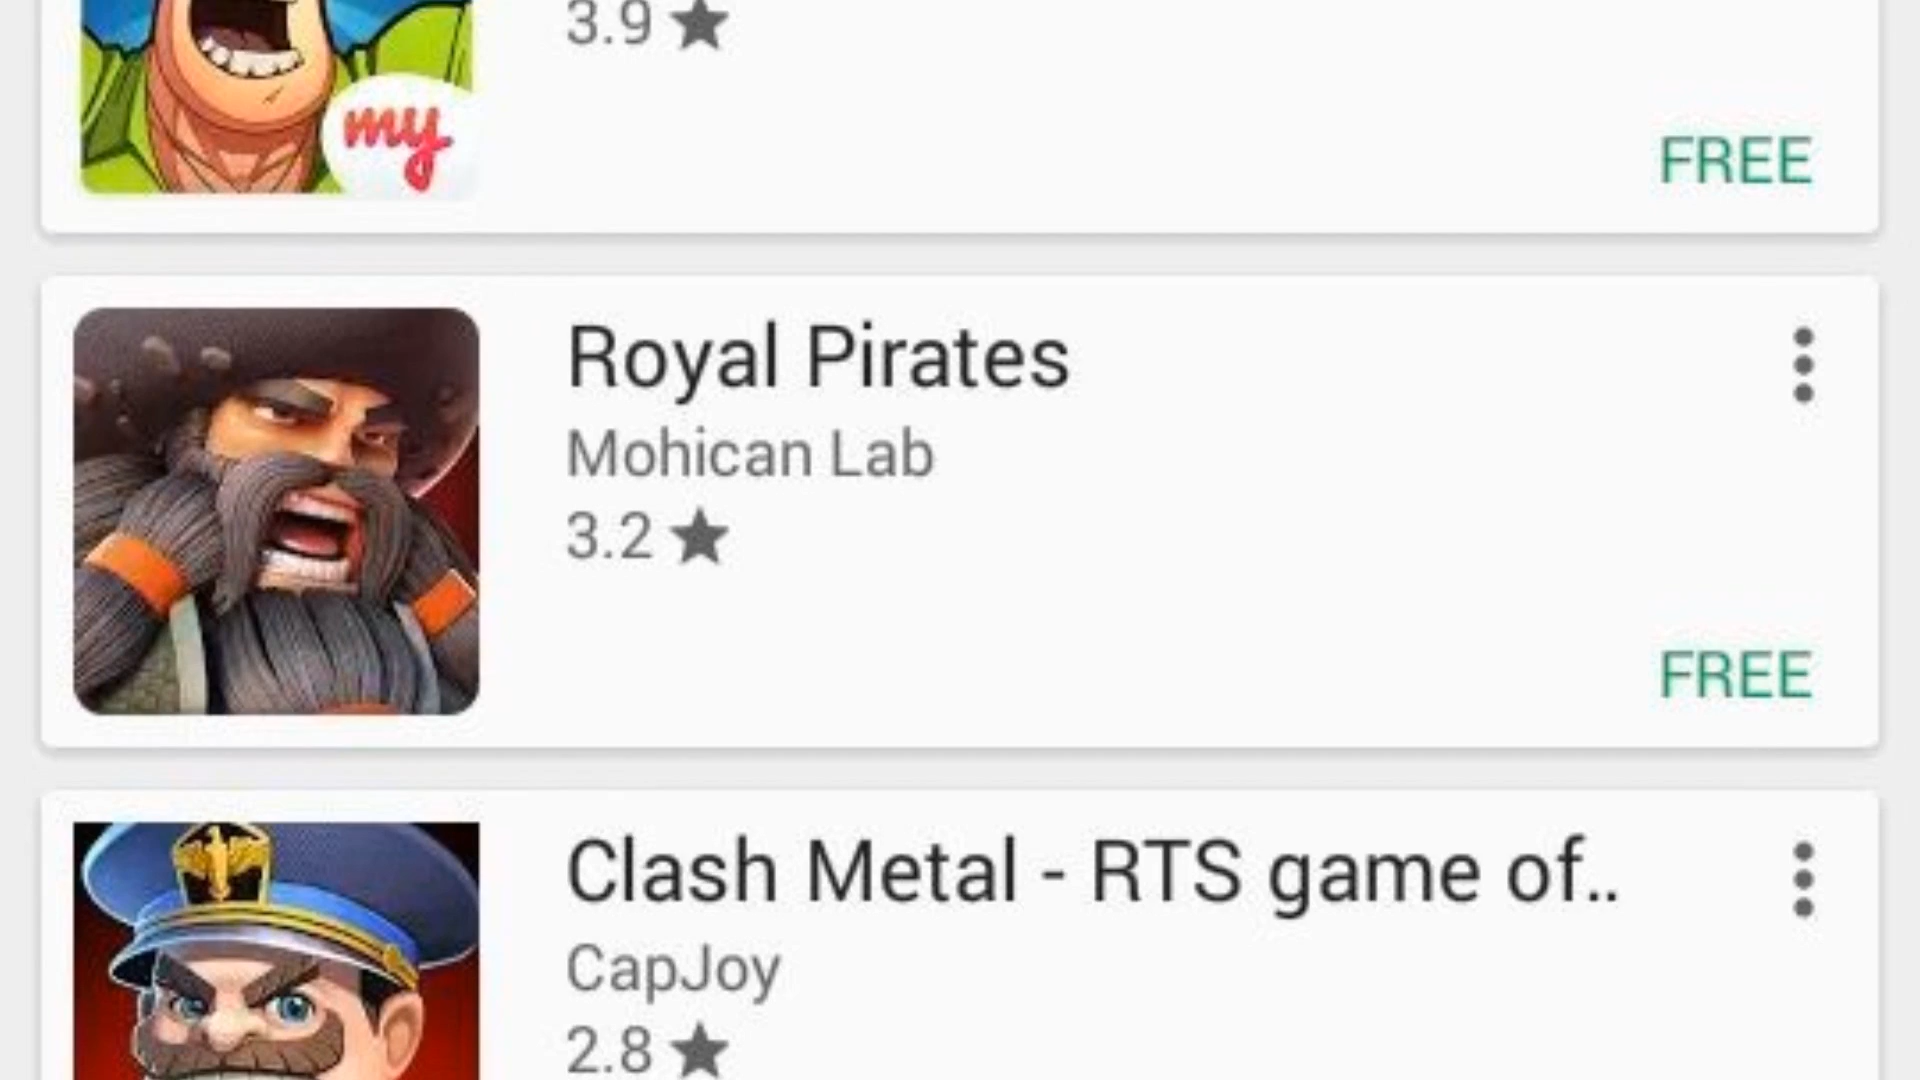 3.9
my
FREE
Royal Pirates
Mohican Lab
3.2
FREE
Clash Metal - RTS game of..
CapJoy
2.8